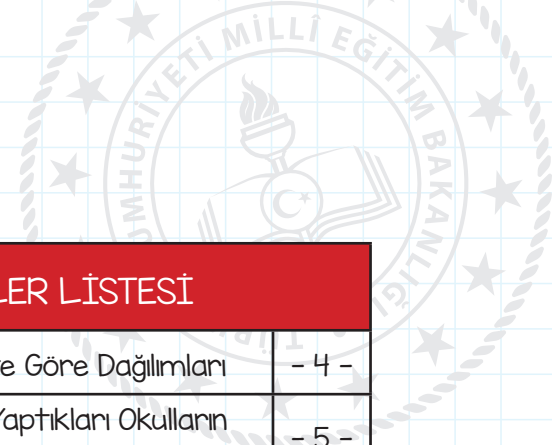 MİLLÎ EĞİTİM BAKANLIĞI
LER LİSTESİ
e Göre Dağılımları - 4 -
Yaptıkları Okulların
- 5 -